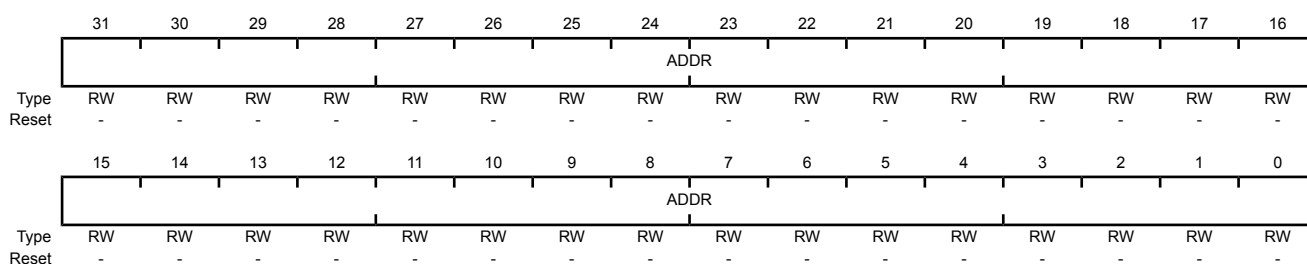 31 30 29 28 27 26 25 24 23 22 21 20 19 18 17 16
ADDR
Type RW RW RW RW RW RW RW RW RW RW RW RW RW RW RW RW
Reset - - - - - - - - - - - - - - - -
15 14 13 12 11 10 9 8 7 6 5 4 3 2 1 0
ADDR
Type RW RW RW RW RW RW RW RW RW RW RW RW RW RW RW RW
Reset - - - - - - - - - - - - - - - -